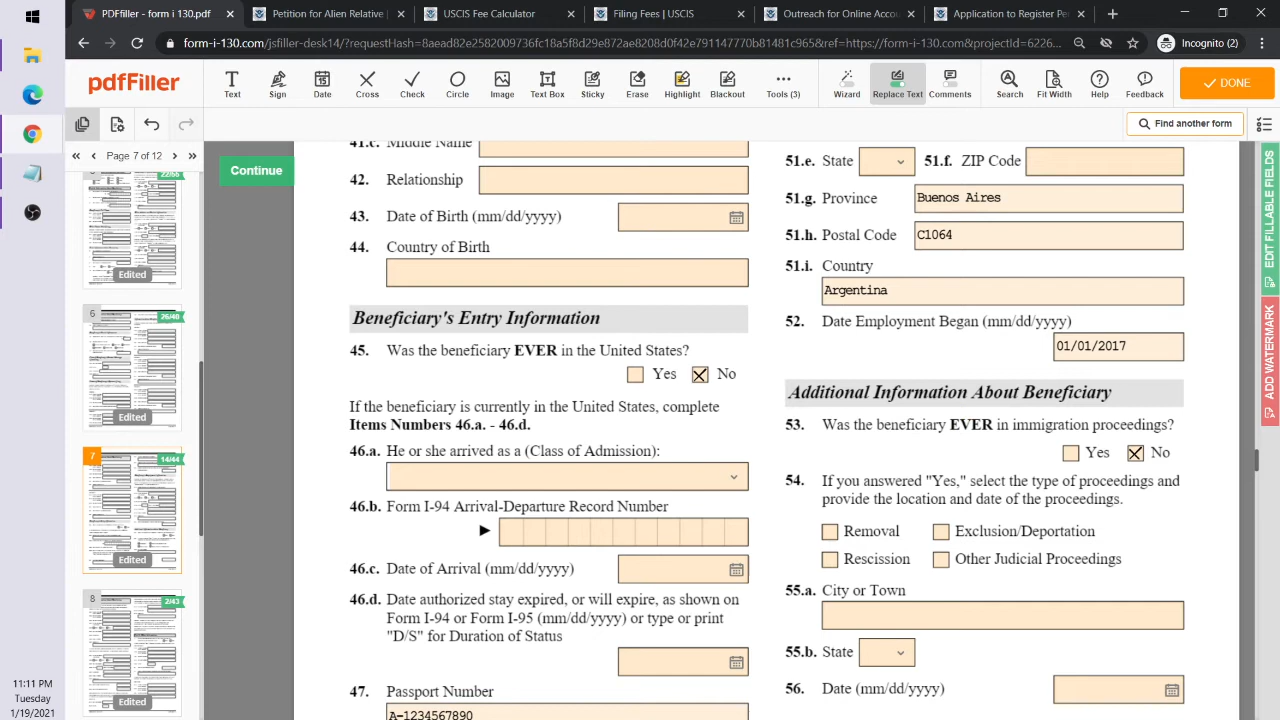 PDFfiller - form i-130.pdf
Petition for Alien Relative
USCIS Fee Calculator
Filing Fees | USCIS
Outreach for Online Acco
Application to Register Pe
form-i-130.com/jsfiller-desk14/?requestHash=8aead8
5c965&ref=https://form-i-130.com/&projectId=6226...
Incognito (2)
pdfFiller
Text
Sign
Date
Cross
Check
Circle
Image
Text Box
Sticky
Erase
Highlight
Blackout
Tools (3)
Wizard
Replace Text
Comments
Search
Fit Width
Help
Feedback
DONE
Find another form
Page 7 of 12
Continue
22/55
Edited
6
26/40
Edited
7
14/44
Edited
8
2/43
Edited
41.c. Middle Name
42. Relationship
43. Date of Birth (mm/dd/yyyy)
44. Country of Birth
Beneficiary's Entry Information
45. Was the beneficiary EVER in the United States?
Yes No
If the beneficiary is currently in the United States, complete
Items Numbers 46.a. - 46.d.
46.a. He or she arrived as a (Class of Admission):
46.b. Form I-94 Arrival-Departure Record Number
46.c. Date of Arrival (mm/dd/yyyy)
46.d. Date authorized stay expired, or will expire, as shown on
Form I-94 or Form I-95 (mm/dd/yyyy) or type or print
"D/S" for Duration of Status
47. Passport Number
A-1234567890
51.e. State
51.f. ZIP Code
51.g. Province
Buenos Aires
51.h. Postal Code
C1064
51.i. Country
Argentina
52. Date Employment Began (mm/dd/yyyy)
01/01/2017
Additional Information About Beneficiary
53. Was the beneficiary EVER in immigration proceedings?
Yes No
54. If you answered "Yes," select the type of proceedings and
provide the location and date of the proceedings.
Removal
Exclusion/Deportation
Rescission
Other Judicial Proceedings
55.a. City or Town
55.b. State
56. Date (mm/dd/yyyy)
EDIT FILLABLE FIELDS
ADD WATERMARK
11:11 PM
Tuesday
1/19/2021